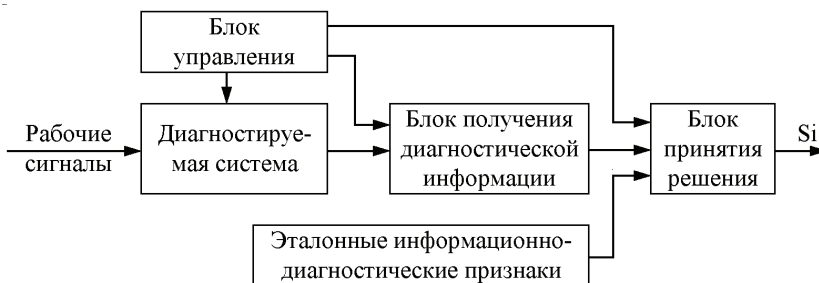 Блок
управления
Рабочие
сигналы
Диагностируе-
мая система
Блок получения
диагностической
информации
Блок
принятия
решения
Si
Эталонные информационно-
диагностические признаки